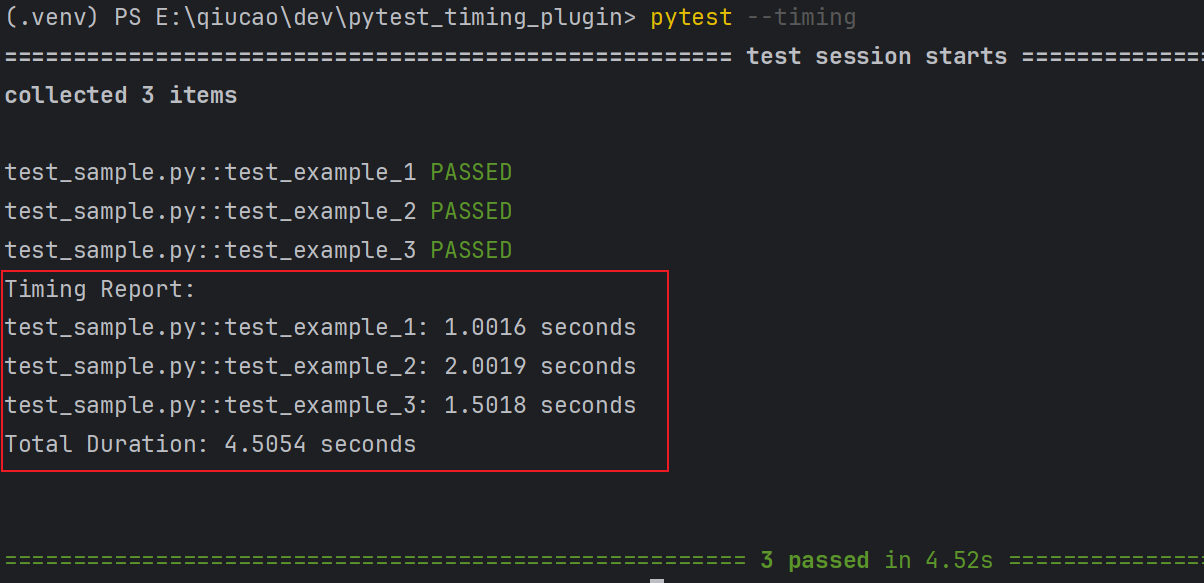 (.venv) PS E:\qiucao\dev\pytest_timing_plugin> pytest --timing
===================================================== test session starts ==============
collected 3 items
test_sample.py::test_example_1 PASSED
test_sample.py::test_example_2 PASSED
test_sample.py::test_example_3 PASSED
Timing Report:
test_sample.py::test_example_1: 1.0016 seconds
test_sample.py::test_example_2: 2.0019 seconds
test_sample.py::test_example_3: 1.5018 seconds
Total Duration: 4.5054 seconds
====================================================== 3 passed in 4.52s ===============